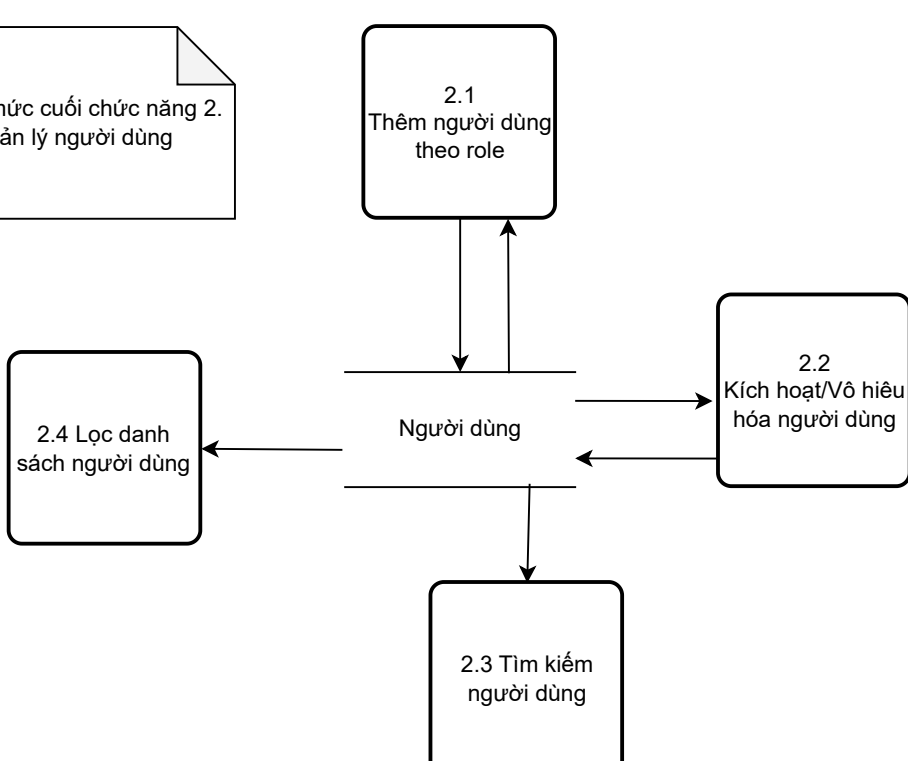 ức cuối chức năng 2.
ản lý người dùng
2.1
Thêm người dùng
theo role
2.2
Kích hoạt/Vô hiêu
hóa người dùng
Người dùng
2.4 Lọc danh
sách người dùng
2.3 Tìm kiếm
người dùng